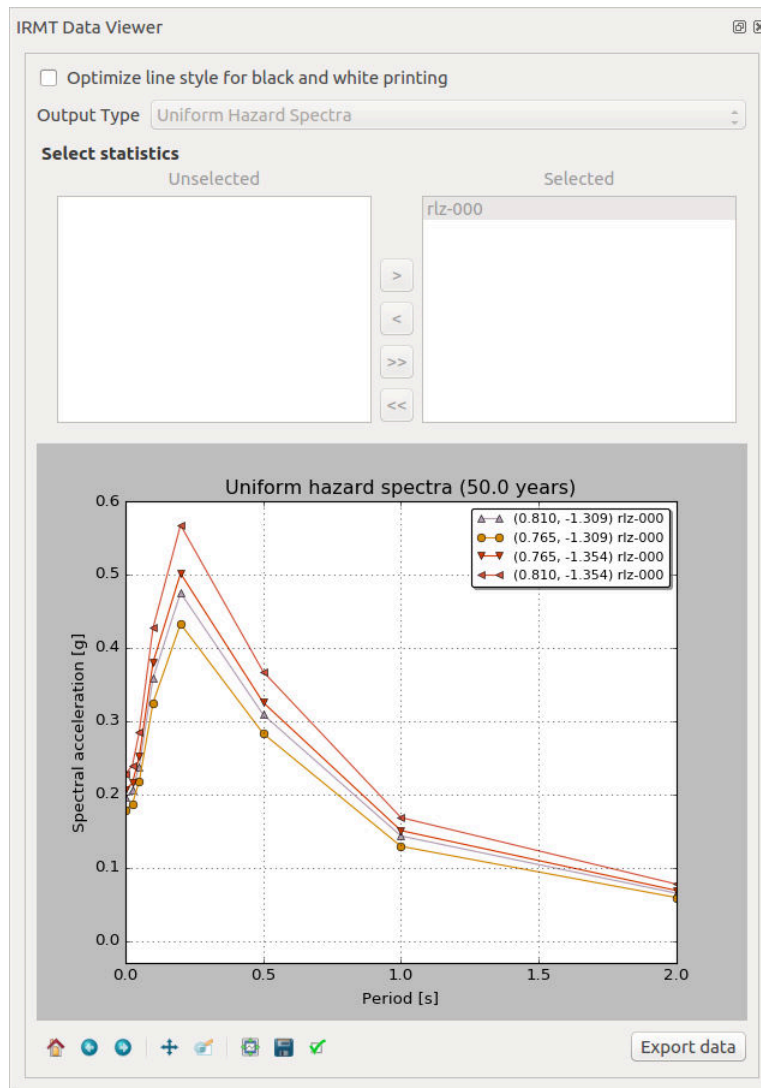 IRMT Data Viewer
Optimize line style for black and white printing
Output Type Uniform Hazard Spectra
Select statistics
Unselected Selected
rlz-000
>
<
>>
<<
Uniform hazard spectra (50.0 years)
(0.810, -1.309) rlz-000
(0.765, -1.309) rlz-000
(0.765, -1.354) rlz-000
(0.810, -1.354) rlz-000
Spectral acceleration [g]
0.6
0.5
0.4
0.3
0.2
0.1
0.0
0.0 0.5 1.0 1.5 2.0
Period [s]
Export data